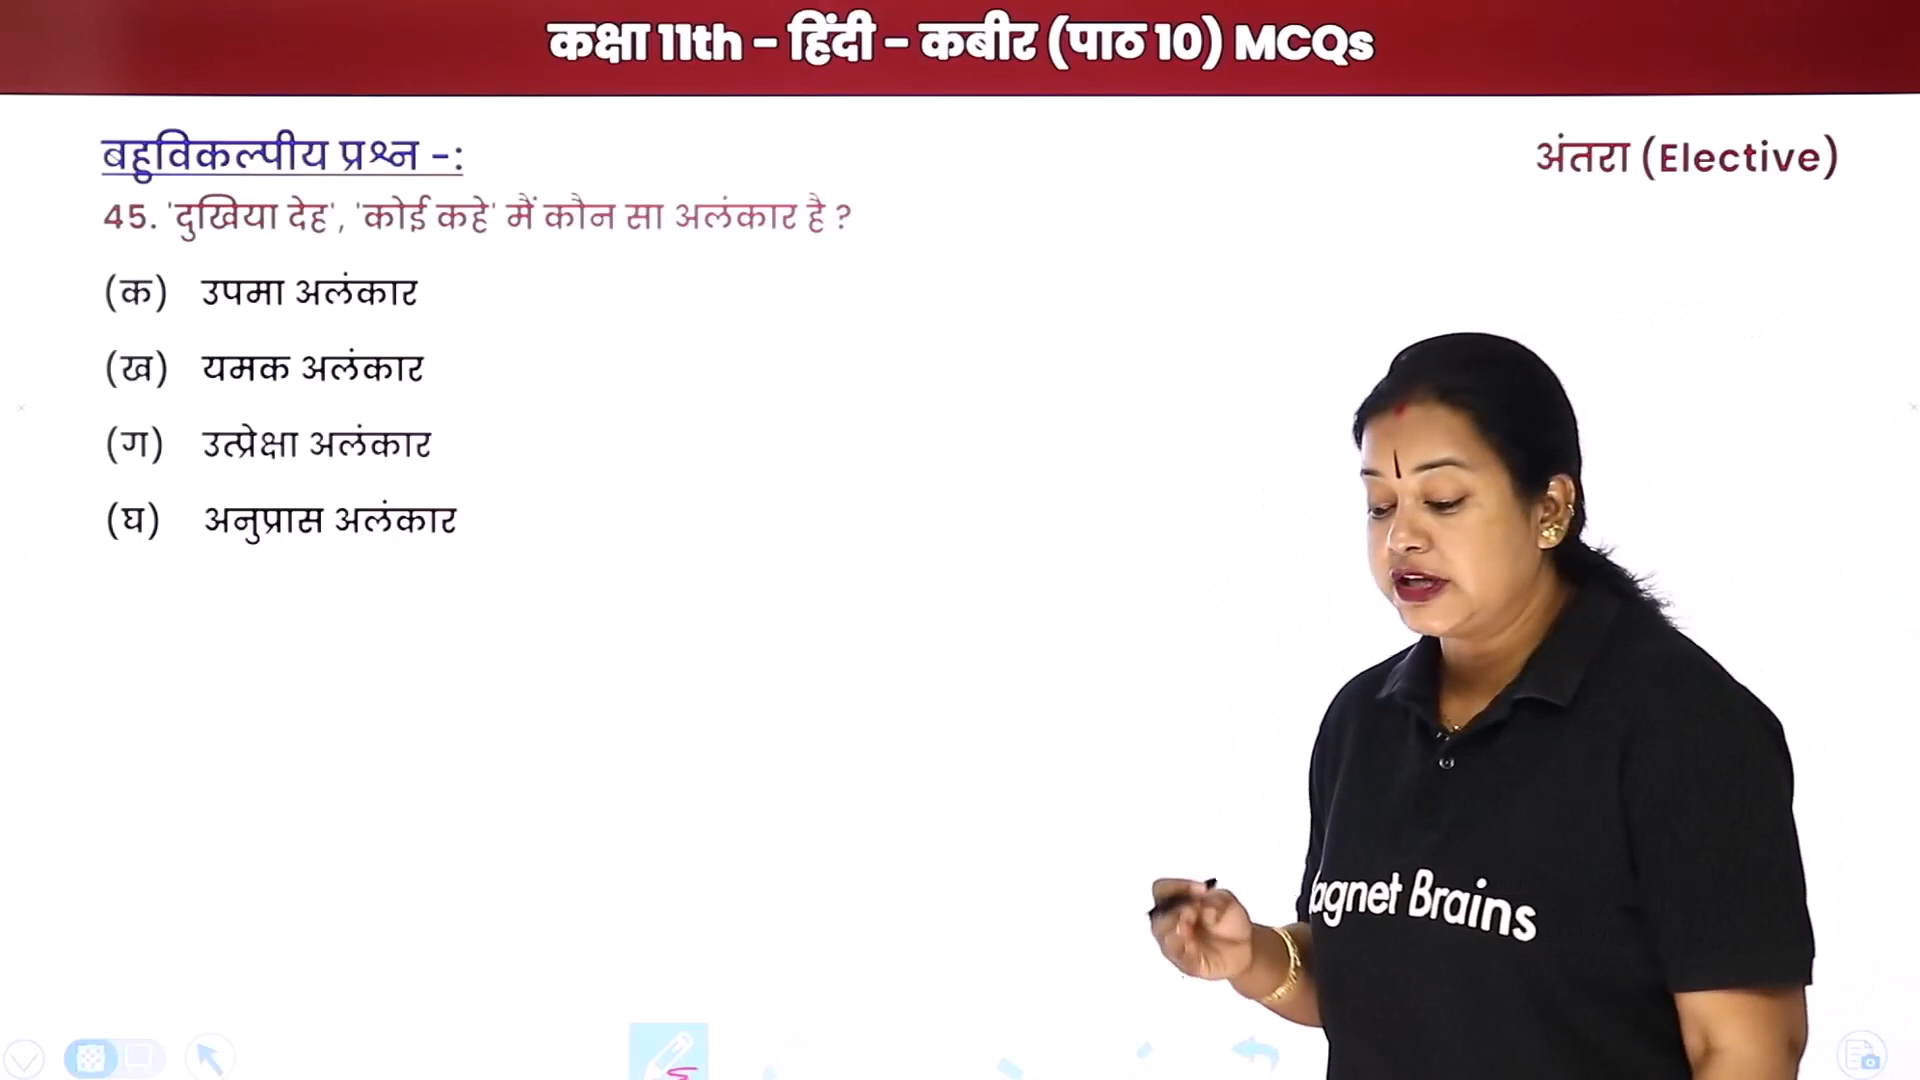 कक्षा 11th - हिंदी - कबीर (पाठ 10) MCQs
बहुविकल्पीय प्रश्न -:
अंतरा (Elective)
45. 'दुखिया देह', 'कोई कहे' मैं कौन सा अलंकार है ?
(क) उपमा अलंकार
(ख) यमक अलंकार
(ग) उत्प्रेक्षा अलंकार
(घ) अनुप्रास अलंकार
agnet Brains